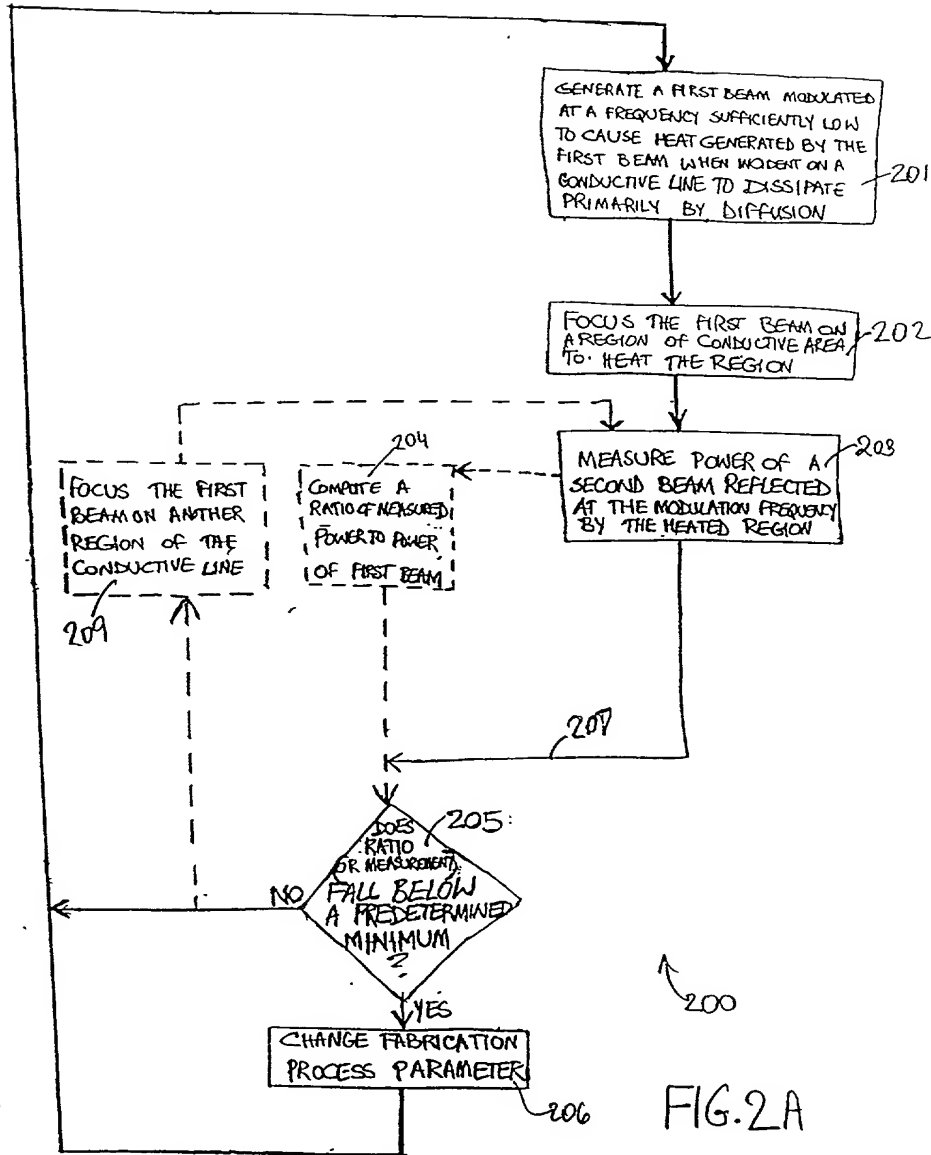 GENERATE A FIRST BEAM MODULATED
AT A FREQUENCY SUFFICIENTLY LOW
TO CAUSE HEAT GENERATED BY THE
FIRST BEAM WHEN INCIDENT ON A
CONDUCTIVE LINE TO DISSIPATE
PRIMARILY BY DIFFUSION
201
FOCUS THE FIRST BEAM ON
A REGION OF CONDUCTIVE AREA
TO HEAT THE REGION
202
MEASURE POWER OF A
SECOND BEAM REFLECTED
AT THE MODULATION FREQUENCY
BY THE HEATED REGION
203
204
COMPUTE A
RATIO OF MEASURED
POWER TO POWER
OF FIRST BEAM
FOCUS THE FIRST
BEAM ON ANOTHER
REGION OF THE
CONDUCTIVE LINE
209
207
205
DOES
RATIO
(OR MEASUREMENT)
FALL BELOW
A PREDETERMINED
MINIMUM
?
NO
YES
CHANGE FABRICATION
PROCESS PARAMETER
206
200
FIG.2A